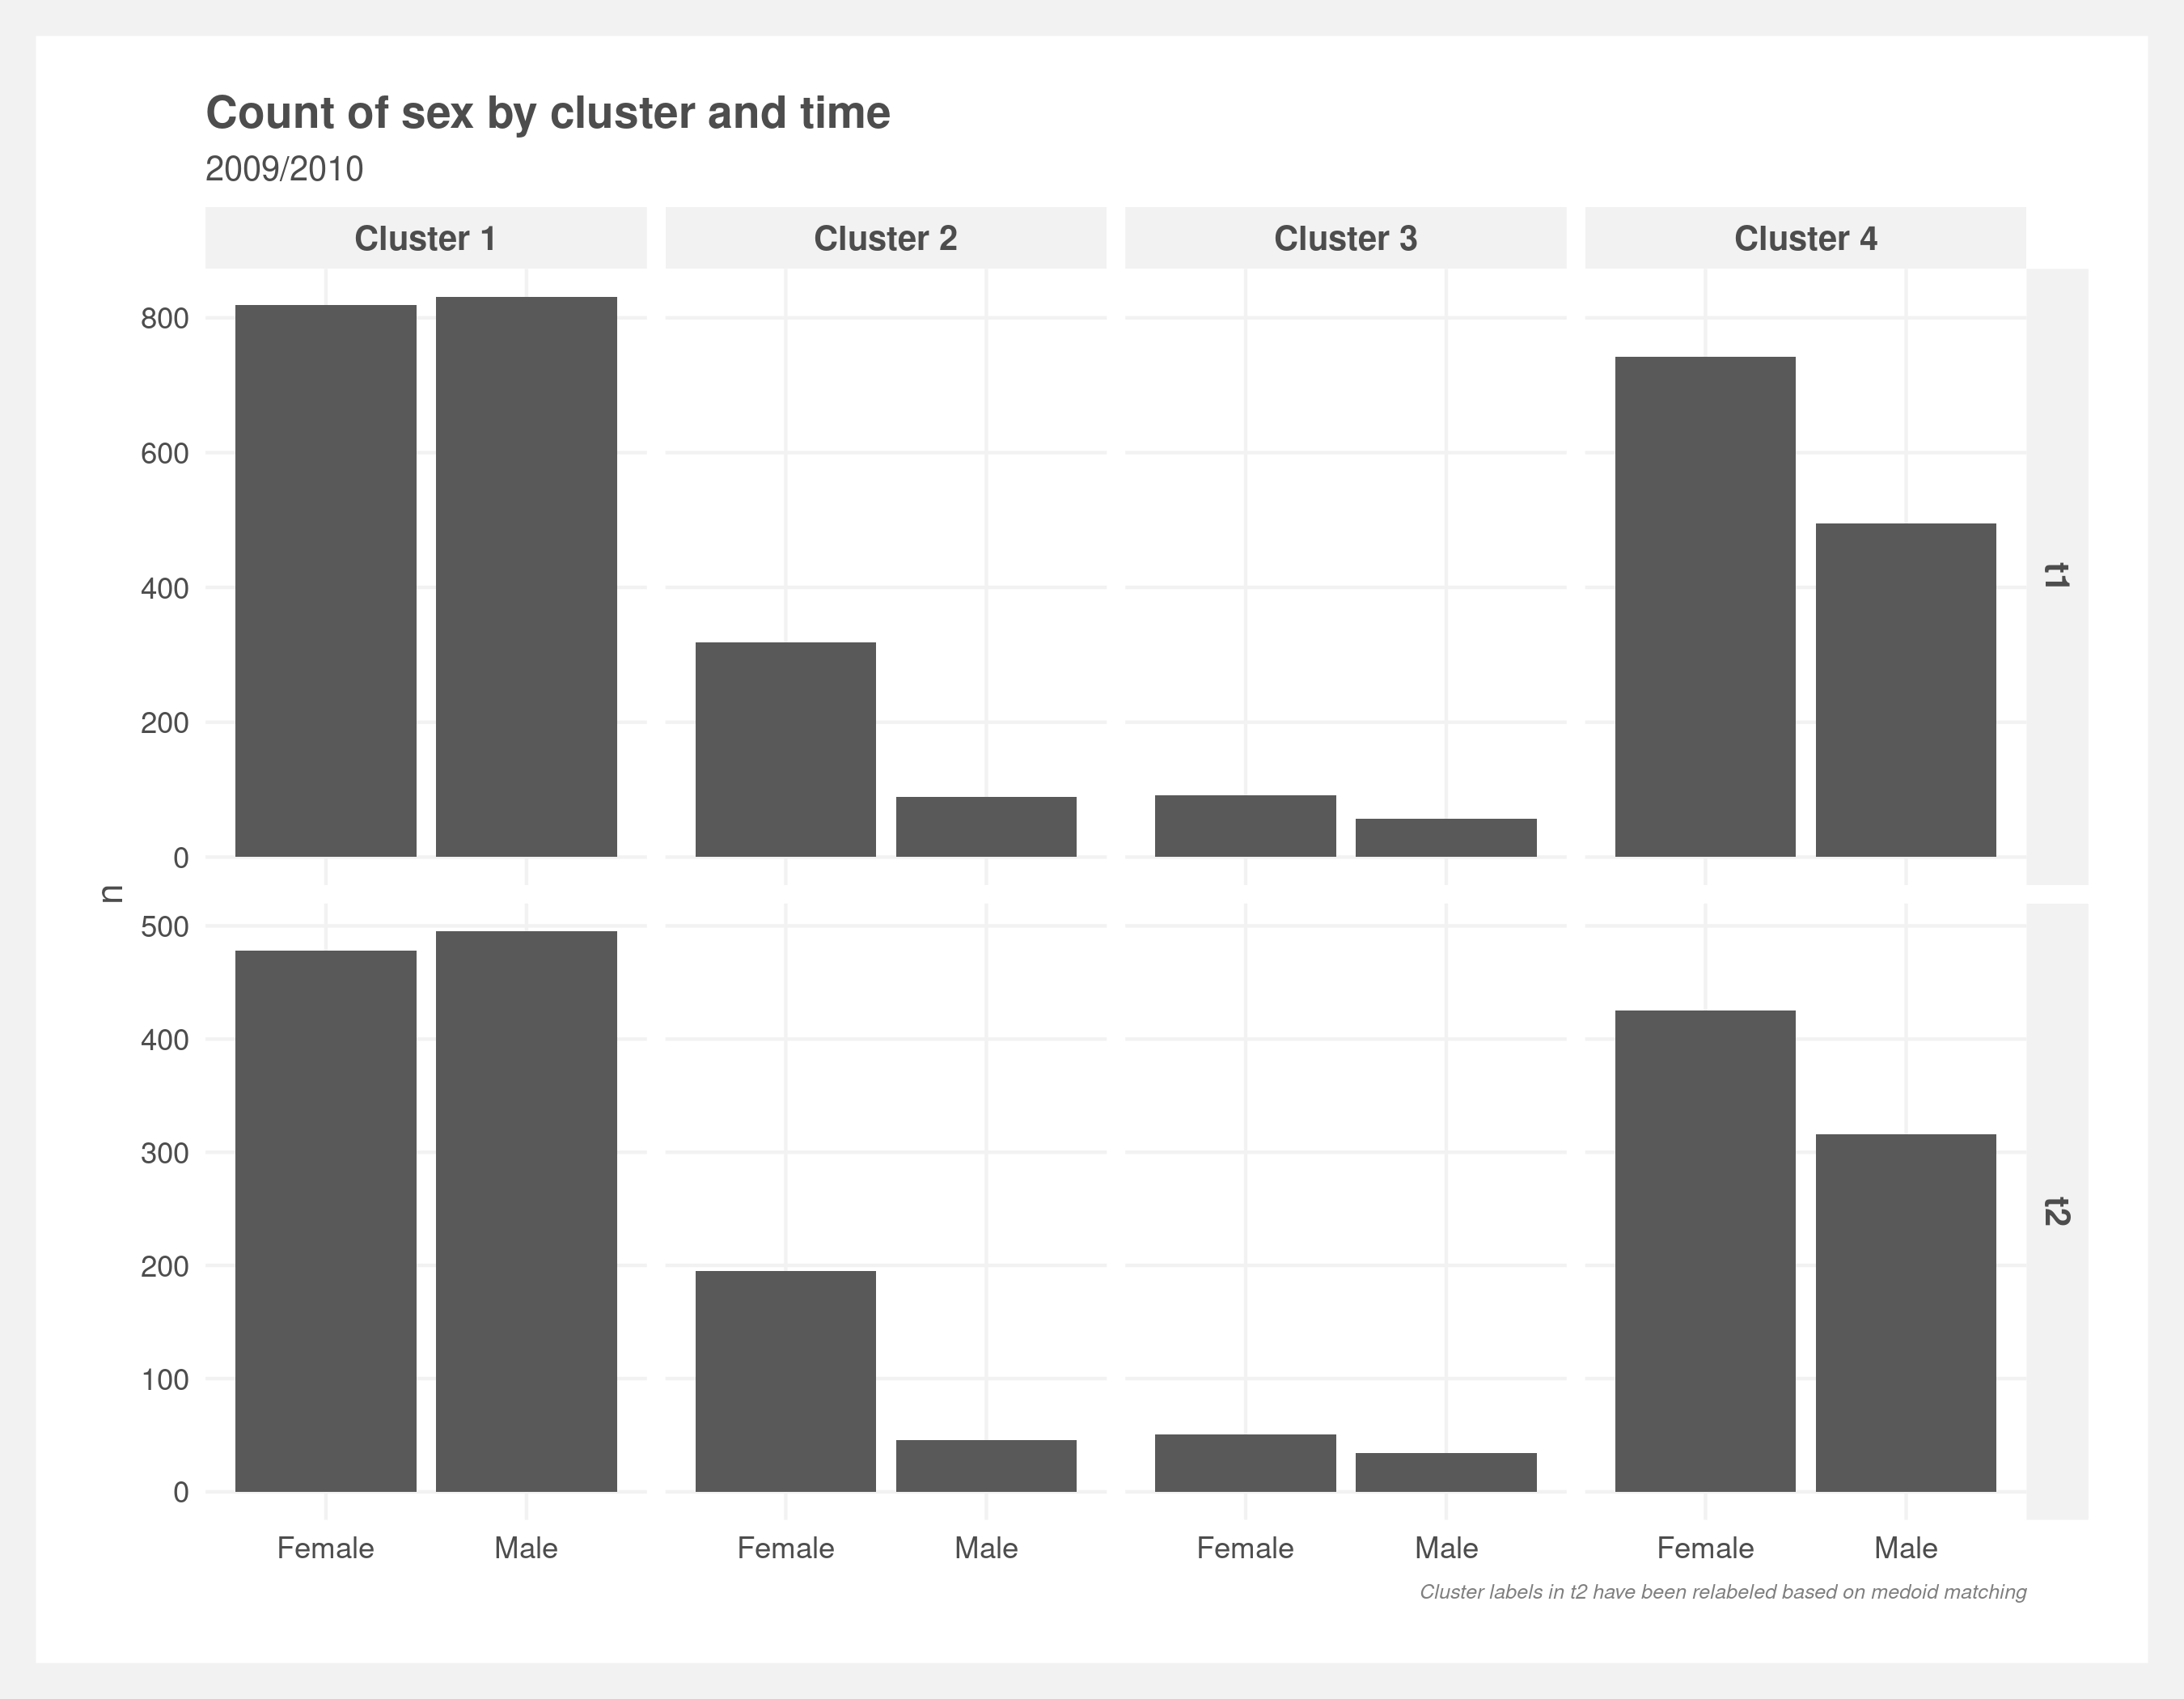 Count of sex by cluster and time
2009/2010
Cluster 1 Cluster 2 Cluster 3 Cluster 4
800
600
400
200
0
t1
n
500
400
300
200
100
0
t2
Female Male Female Male Female Male Female Male
Cluster labels in t2 have been relabeled based on medoid matching